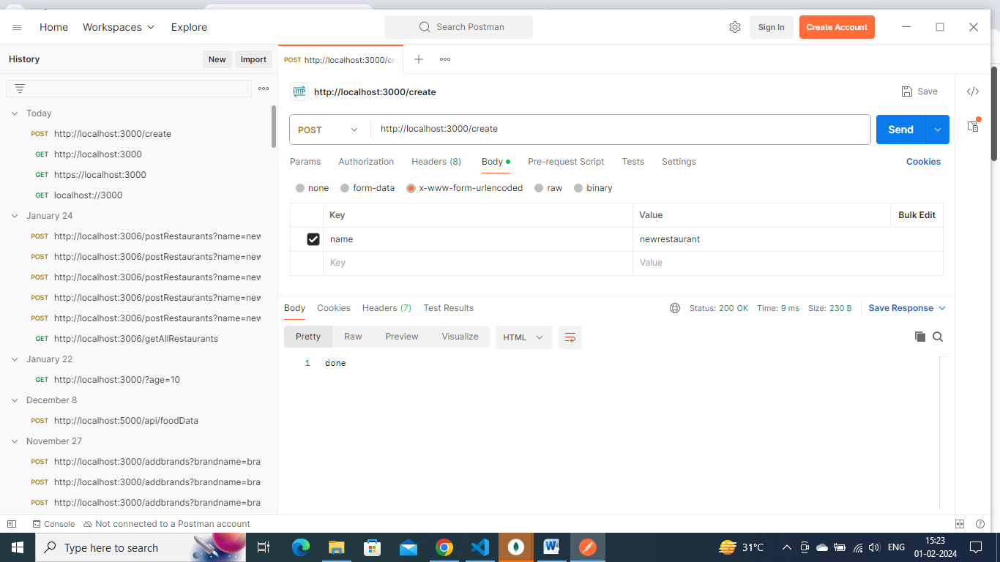 Home Workspaces Explore Search Postman Sign In Create Account
History New Import POST http://localhost:3000/cr
http://localhost:3000/create Save
Today
POST http://localhost:3000/create
GET http://localhost:3000
GET https://localhost:3000
GET localhost://3000
January 24
POST http://localhost:3006/postRestaurants?name=new
POST http://localhost:3006/postRestaurants?name=new
POST http://localhost:3006/postRestaurants?name=new
POST http://localhost:3006/postRestaurants?name=new
POST http://localhost:3006/postRestaurants?name=new
GET http://localhost:3006/getAllRestaurants
January 22
GET http://localhost:3000/?age=10
December 8
POST http://localhost:5000/api/foodData
November 27
POST http://localhost:3000/addbrands?brandname=bra
POST http://localhost:3000/addbrands?brandname=bra
POST http://localhost:3000/addbrands?brandname=bra
POST http://localhost:3000/create Send
Params Authorization Headers (8) Body Pre-request Script Tests Settings Cookies
none form-data x-www-form-urlencoded raw binary
Key Value Bulk Edit
name newrestaurant
Key Value
Body Cookies Headers (7) Test Results Status: 200 OK Time: 9 ms Size: 230 B Save Response
Pretty Raw Preview Visualize HTML
1 done
Console Not connected to a Postman account
Type here to search 31°C ENG 15:23
01-02-2024